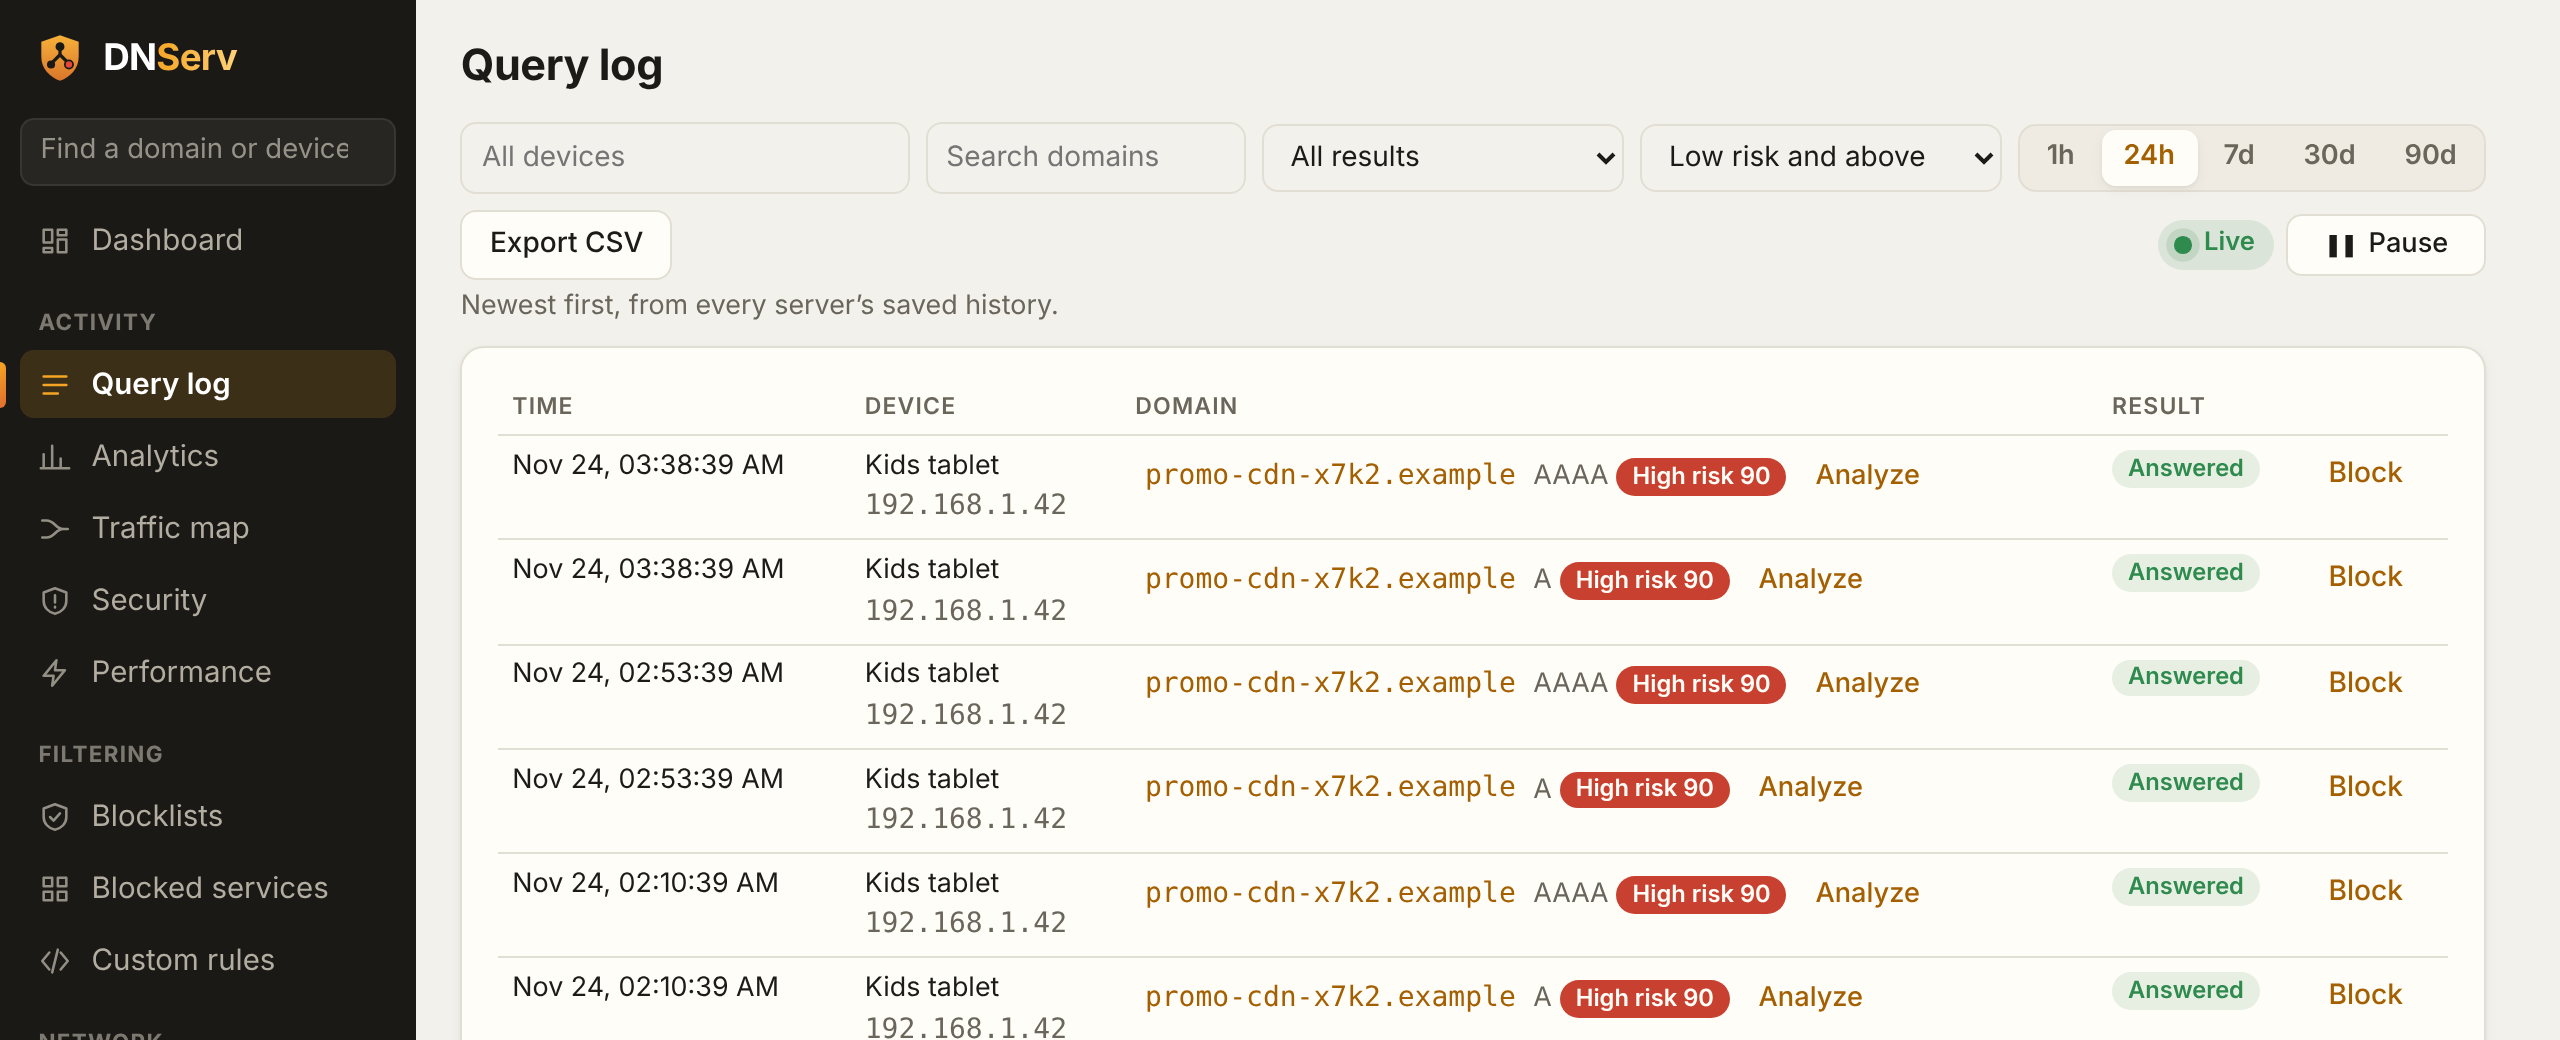 DNServ
Find a domain or device
Dashboard
ACTIVITY
Query log
Analytics
Traffic map
Security
Performance
FILTERING
Blocklists
Blocked services
Custom rules
NETWORK
Query log
All devices Search domains All results Low risk and above 1h 24h 7d 30d 90d
Export CSV Live Pause
Newest first, from every server’s saved history.
TIME DEVICE DOMAIN RESULT
Nov 24, 03:38:39 AM Kids tablet promo-cdn-x7k2.example AAAA High risk 90 Analyze Answered Block
192.168.1.42
Nov 24, 03:38:39 AM Kids tablet promo-cdn-x7k2.example A High risk 90 Analyze Answered Block
192.168.1.42
Nov 24, 02:53:39 AM Kids tablet promo-cdn-x7k2.example AAAA High risk 90 Analyze Answered Block
192.168.1.42
Nov 24, 02:53:39 AM Kids tablet promo-cdn-x7k2.example A High risk 90 Analyze Answered Block
192.168.1.42
Nov 24, 02:10:39 AM Kids tablet promo-cdn-x7k2.example AAAA High risk 90 Analyze Answered Block
192.168.1.42
Nov 24, 02:10:39 AM Kids tablet promo-cdn-x7k2.example A High risk 90 Analyze Answered Block
192.168.1.42